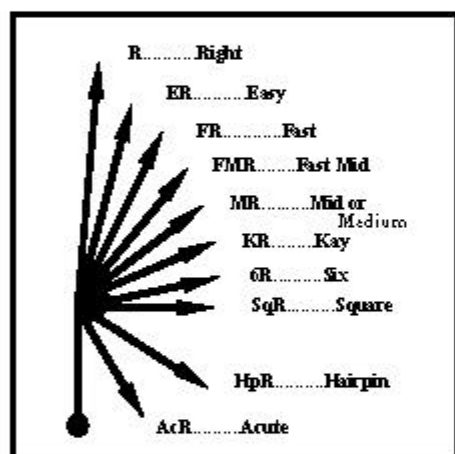 R..........Right
ER..........Easy
FR...........Fast
FMR..........Fast Mid
MR..........Mid or
Medium
KR.........Kay
6R..........Six
SqR..........Square
HpR...........Hairpin
AcR..........Acute